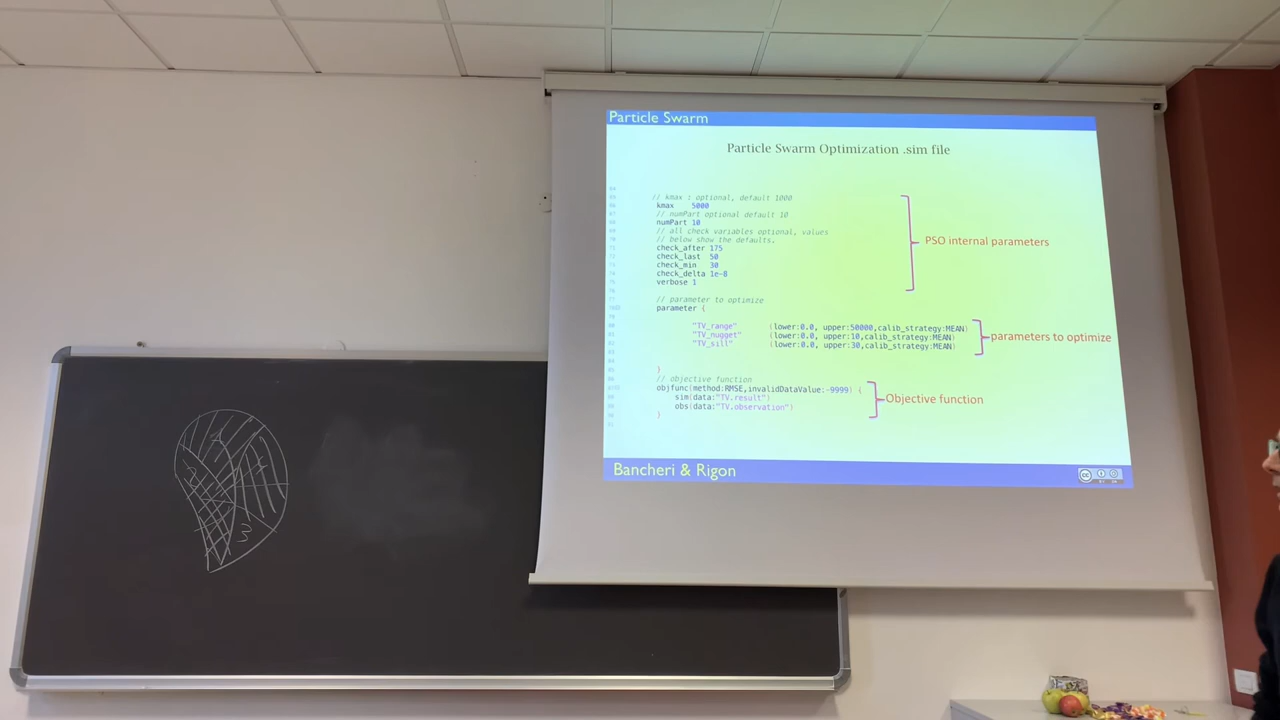 Particle Swarm
Particle Swarm Optimization .sim file
// kmax : optional, default 1000
kmax 5000
// numPart optional default 10
numPart 10
// all check variables optional, values
// below show the defaults.
check_after 175
check_last 50
check_min 30
check_delta 1e-8
verbose 1
PSO internal parameters
// parameter to optimize
parameter {
"TV_range" (lower:0.0, upper:50000,calib_strategy:MEAN)
"TV_nugget" (lower:0.0, upper:10,calib_strategy:MEAN)
"TV_sill" (lower:0.0, upper:30,calib_strategy:MEAN)
parameters to optimize
}
// objective function
objfunc(method:RMSE,invalidDataValue:-9999) {
sim(data:"TV.result")
obs(data:"TV.observation")
}
Objective function
Bancheri & Rigon